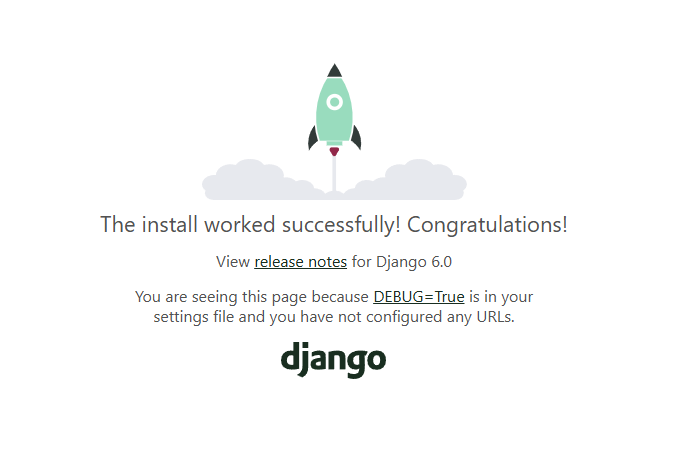 The install worked successfully! Congratulations!
View release notes for Django 6.0
You are seeing this page because DEBUG=True is in your
settings file and you have not configured any URLs.
django